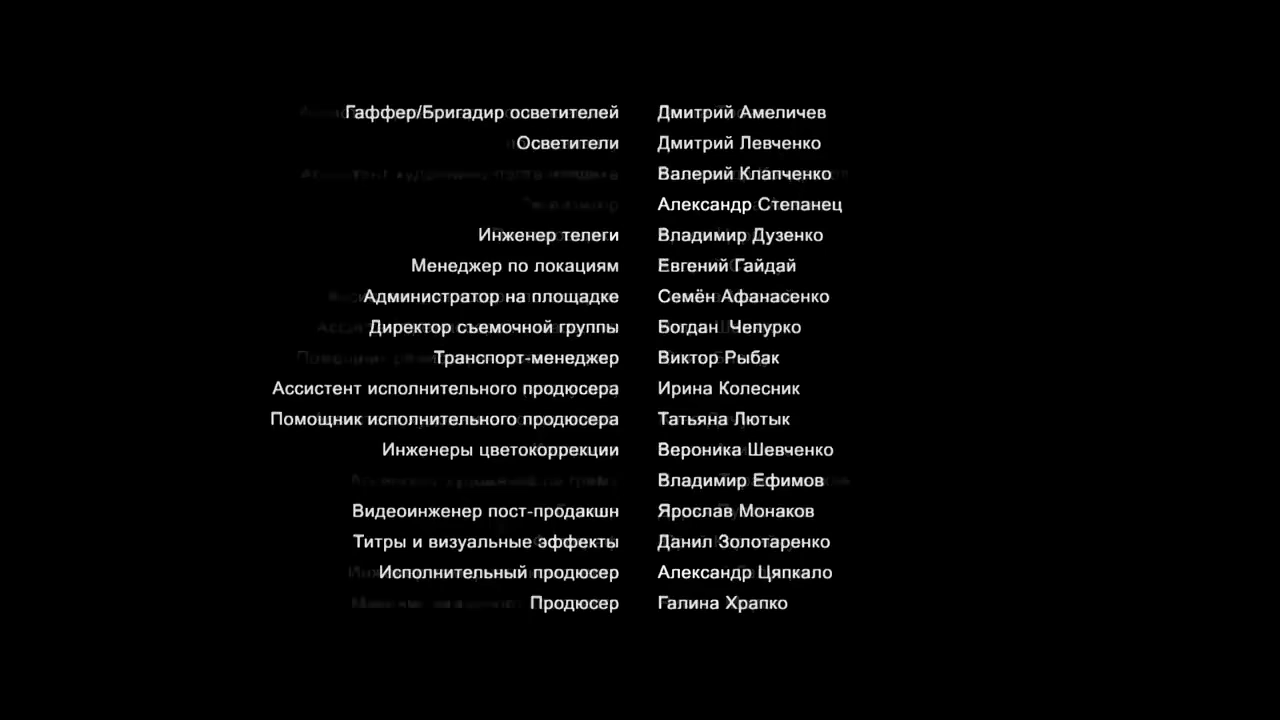 Гаффер/Бригадир осветителей Дмитрий Амеличев
Осветители Дмитрий Левченко
Валерий Клапченко
Александр Степанец
Инженер телеги Владимир Дузенко
Менеджер по локациям Евгений Гайдай
Администратор на площадке Семён Афанасенко
Директор съемочной группы Богдан Чепурко
Транспорт-менеджер Виктор Рыбак
Ассистент исполнительного продюсера Ирина Колесник
Помощник исполнительного продюсера Татьяна Лютык
Инженеры цветокоррекции Вероника Шевченко
Владимир Ефимов
Видеоинженер пост-продакшн Ярослав Монаков
Титры и визуальные эффекты Данил Золотаренко
Исполнительный продюсер Александр Цяпкало
Продюсер Галина Храпко